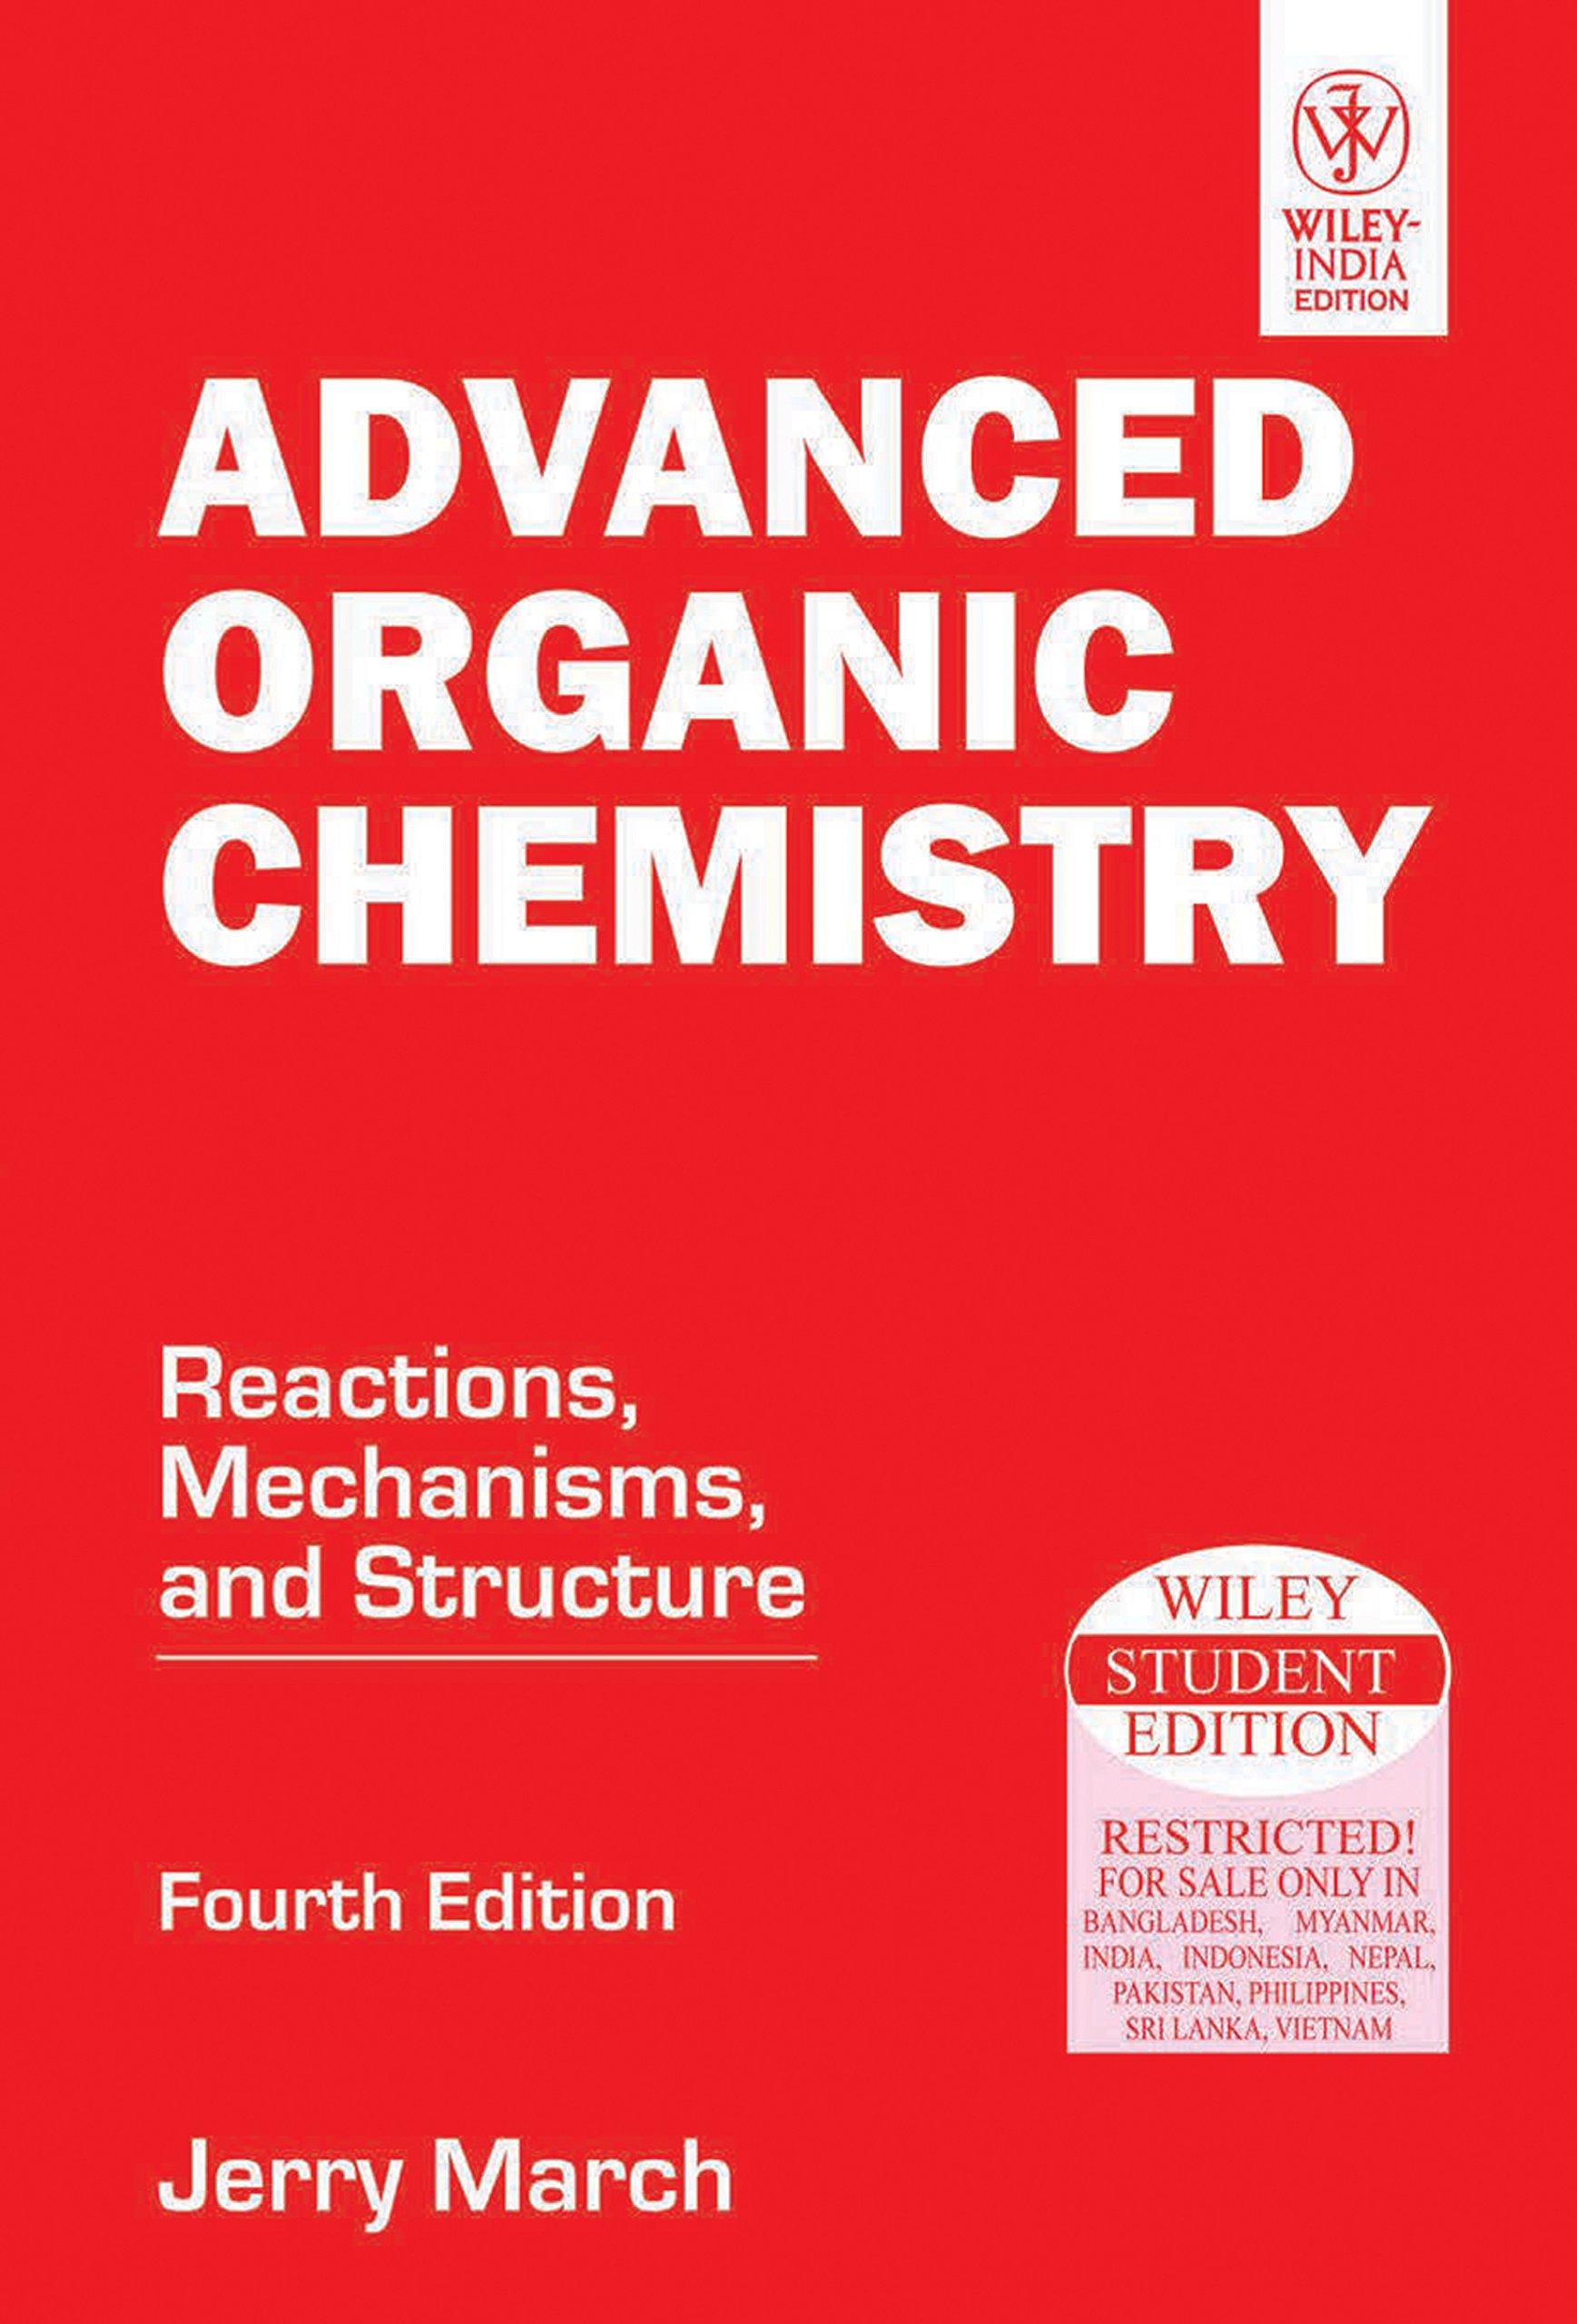 WILEY-
INDIA
EDITION
ADVANCED
ORGANIC
CHEMISTRY
Reactions,
Mechanisms,
and Structure
WILEY
STUDENT
EDITION
RESTRICTED!
FOR SALE ONLY IN
BANGLADESH, MYANMAR,
INDIA, INDONESIA, NEPAL,
PAKISTAN, PHILIPPINES,
SRI LANKA, VIETNAM
Fourth Edition
Jerry March